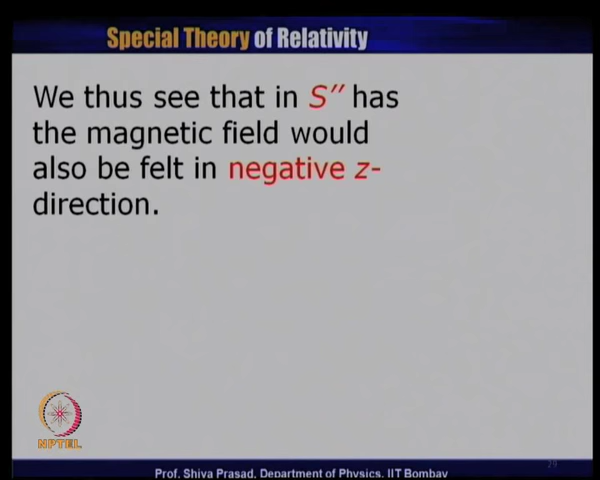 Special Theory of Relativity
We thus see that in S′′ has
the magnetic field would
also be felt in negative z-
direction.
NPTEL
Prof. Shiva Prasad, Department of Physics, IIT Bombay
29